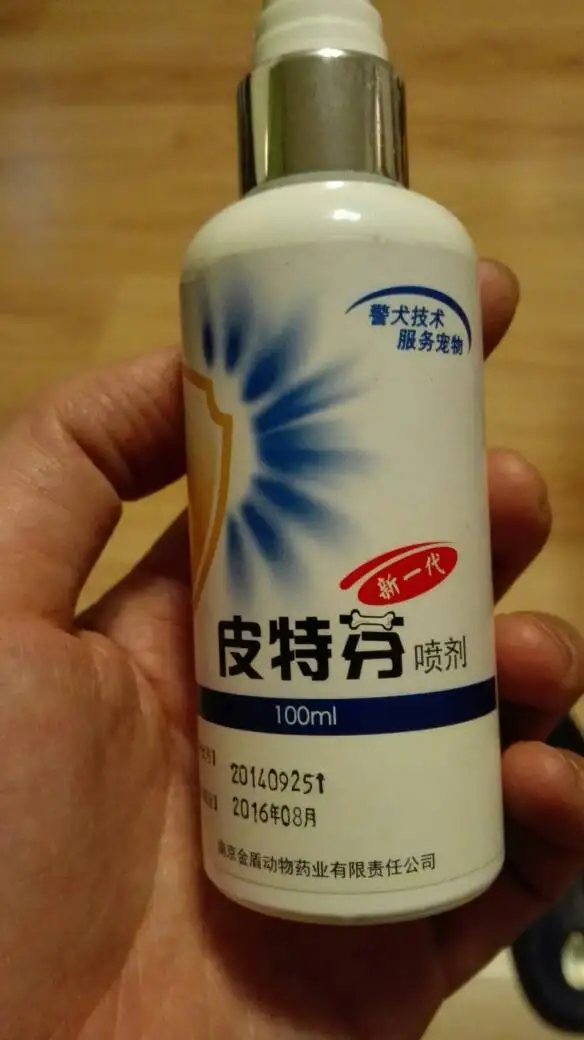 警犬技术
服务宠物
新一代
皮特芬喷剂
100ml
201409251
2016年08月
京金盾动物药业有限责任公司